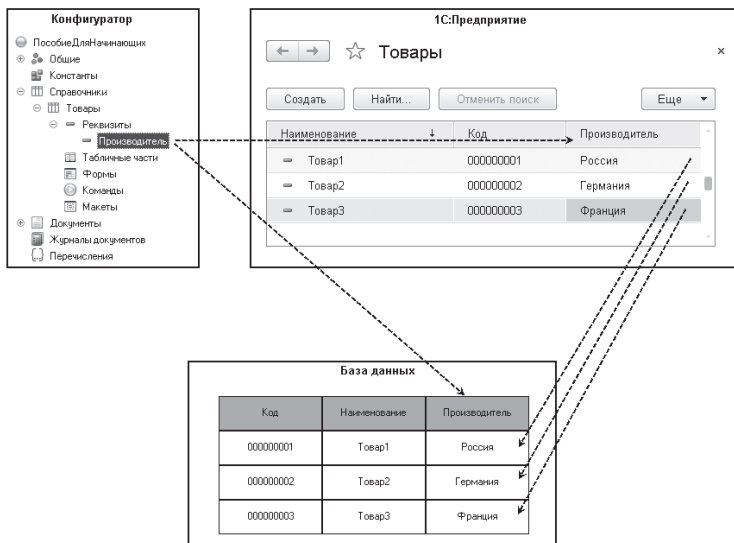 Конфигуратор
ПособиеДляНачинающих
Общие
Константы
Справочники
Товары
Реквизиты
Производитель
Табличные части
Формы
Команды
Макеты
Документы
Журналы документов
Перечисления
1С:Предприятие
Товары
Создать Найти... Отменить поиск Еще
Наименование Код Производитель
Товар1 000000001 Россия
Товар2 000000002 Германия
Товар3 000000003 Франция
База данных
Код Наименование Производитель
000000001 Товар1 Россия
000000002 Товар2 Германия
000000003 Товар3 Франция